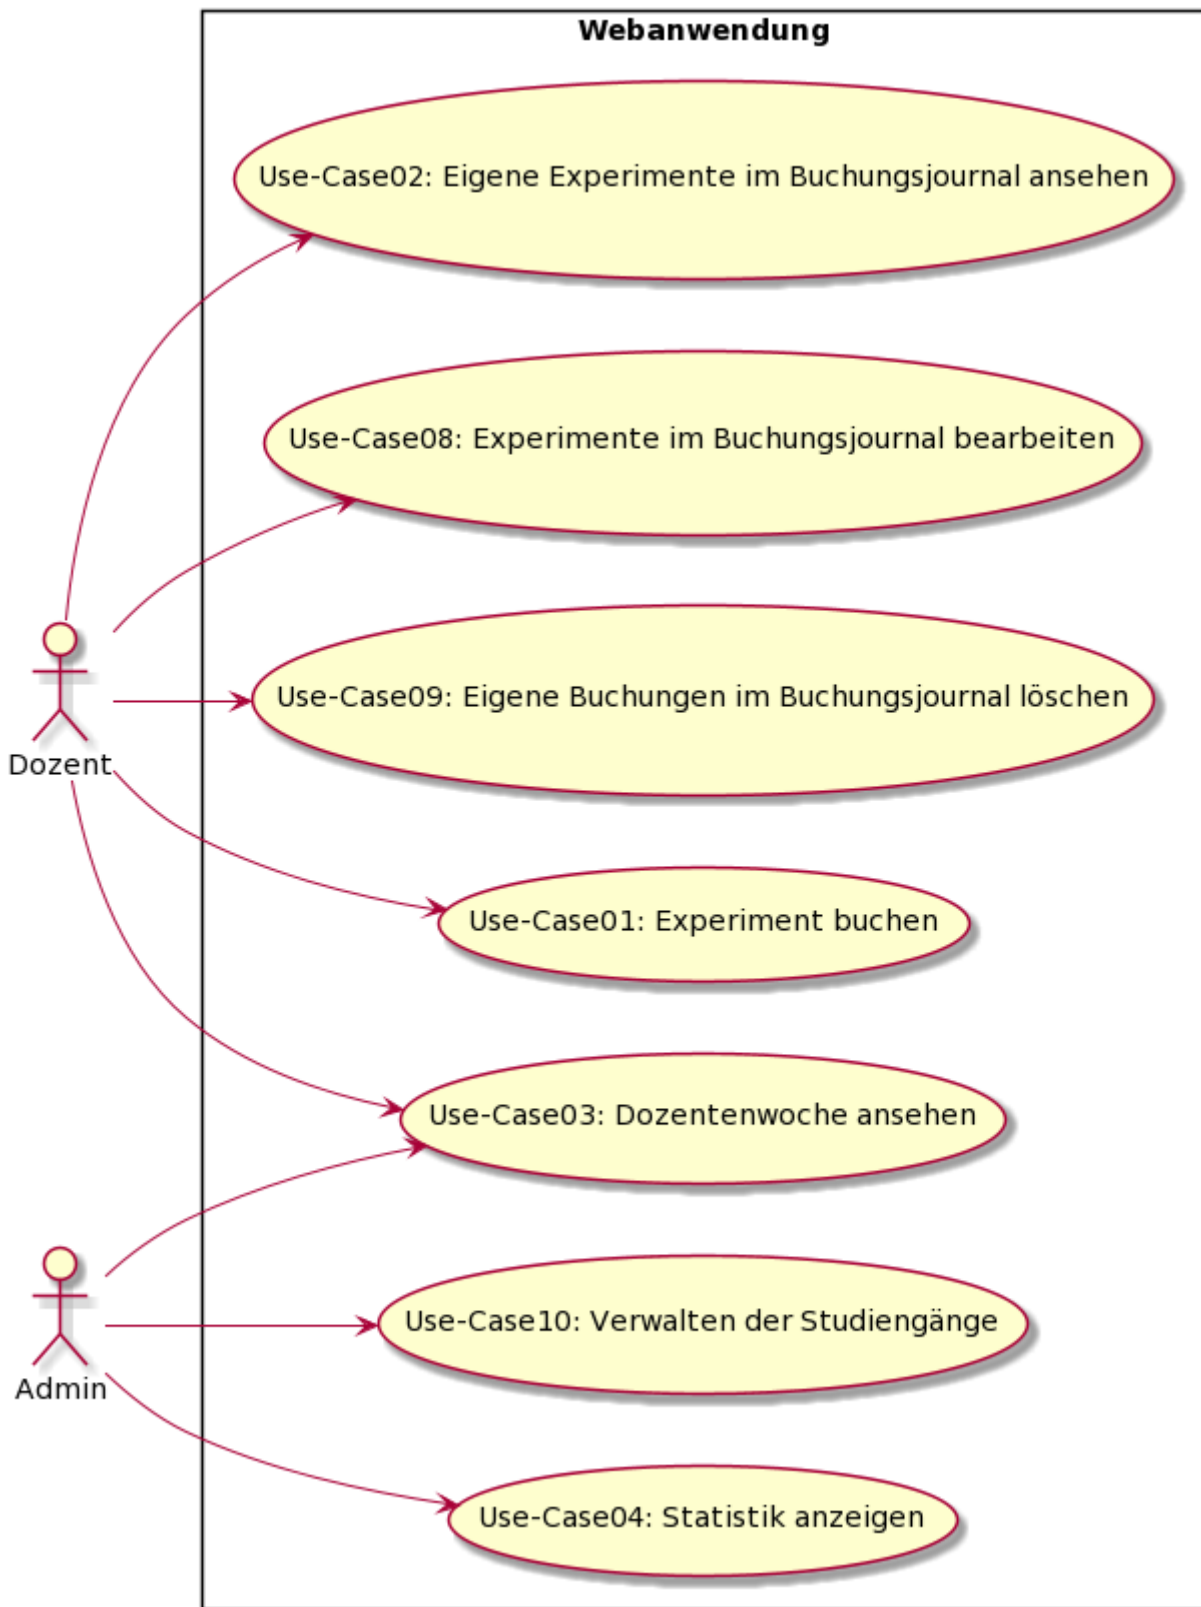 Webanwendung
Use-Case02: Eigene Experimente im Buchungsjournal ansehen
Use-Case08: Experimente im Buchungsjournal bearbeiten
Use-Case09: Eigene Buchungen im Buchungsjournal löschen
Dozent
Use-Case01: Experiment buchen
Use-Case03: Dozentenwoche ansehen
Use-Case10: Verwalten der Studiengänge
Admin
Use-Case04: Statistik anzeigen